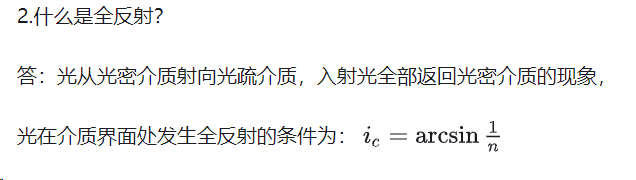 2.什么是全反射？
答：光从光密介质射向光疏介质，入射光全部返回光密介质的现象，
光在介质界面处发生全反射的条件为： $i_c = \arcsin \frac{1}{n}$